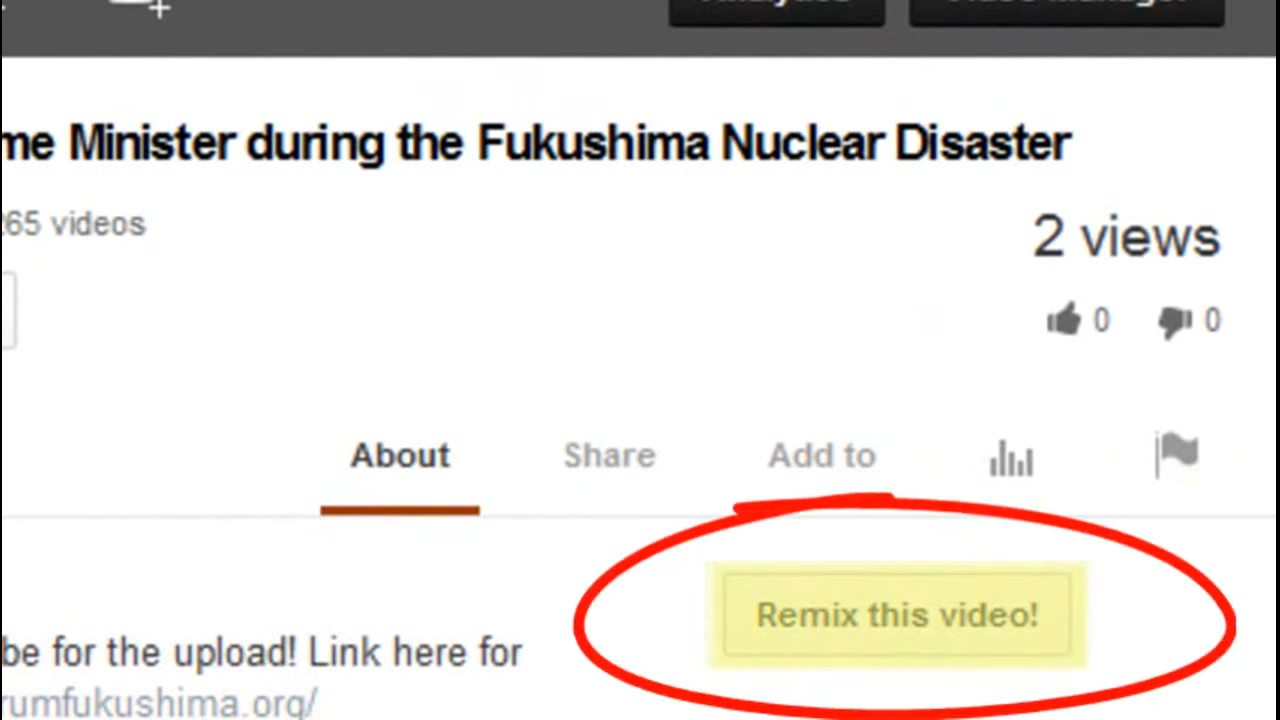 me Minister during the Fukushima Nuclear Disaster
265 videos
2 views
0 0
About Share Add to
Remix this video!
be for the upload! Link here for
rumfukushima.org/